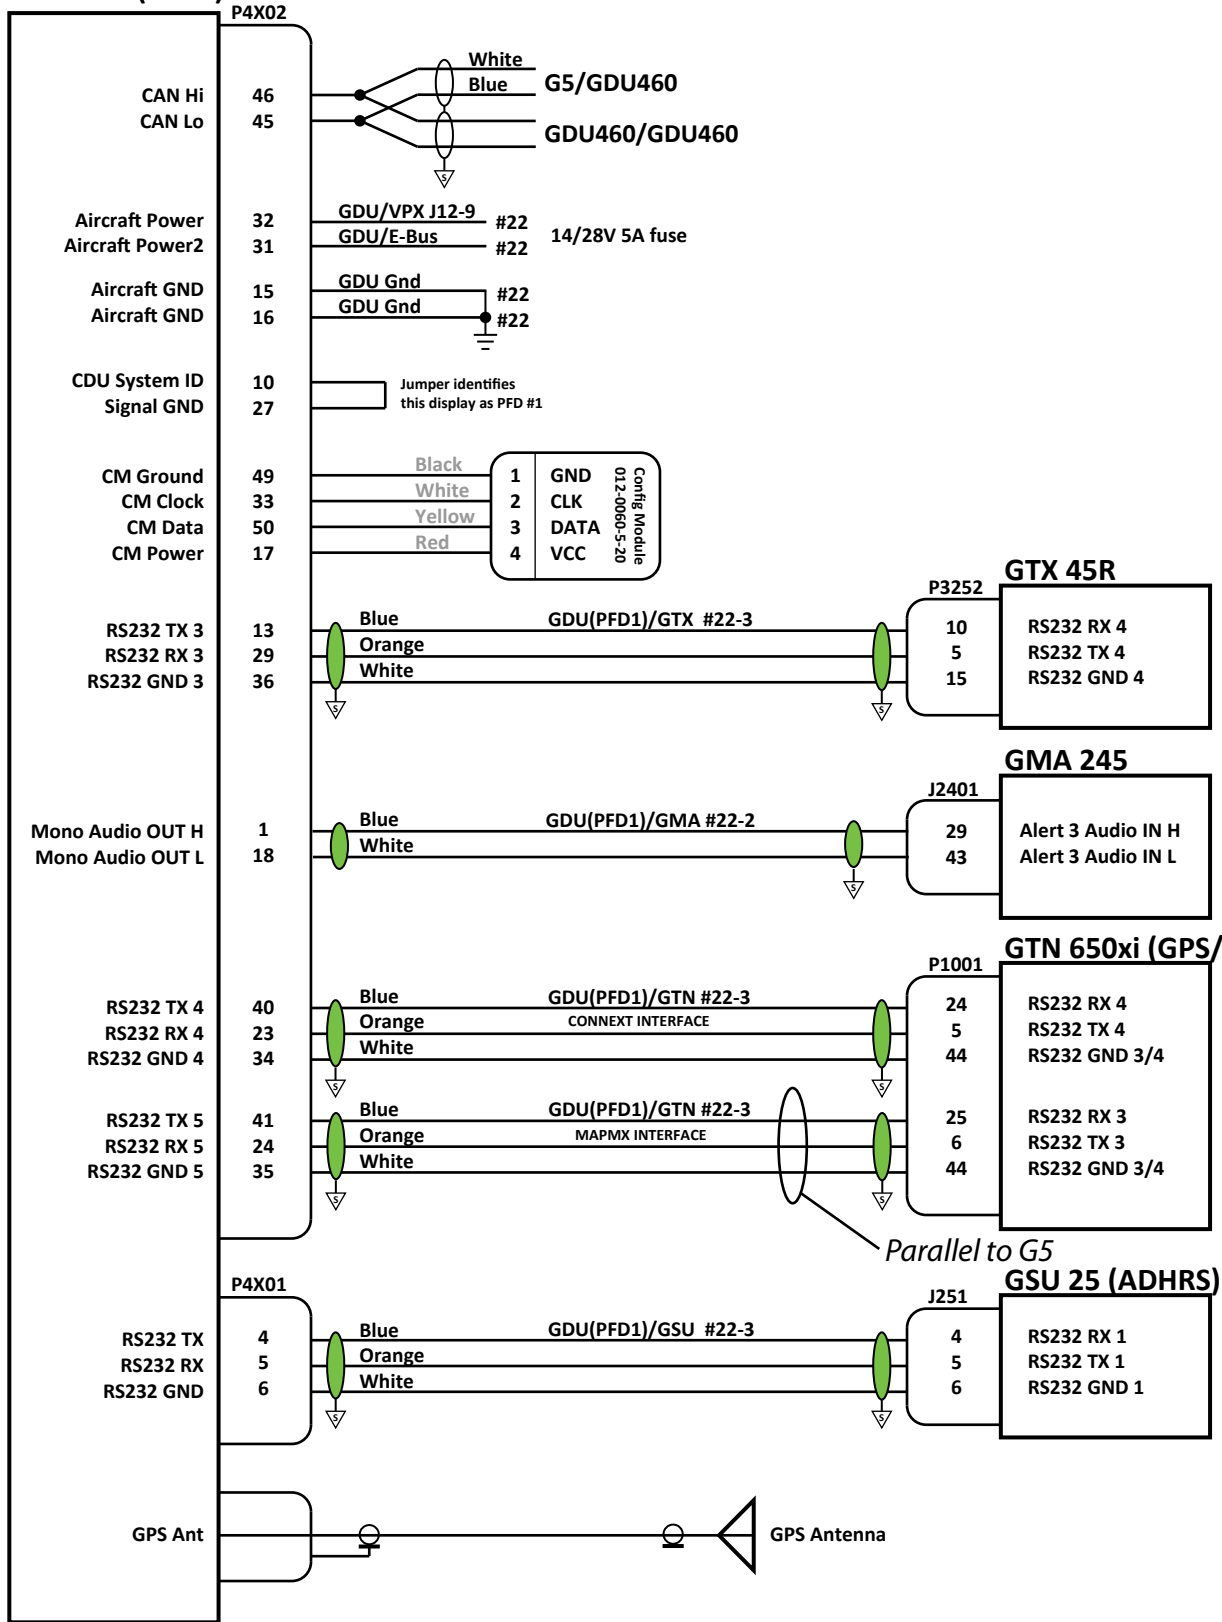 P4X02
White
CAN Hi 46 Blue G5/GDU460
CAN Lo 45 GDU460/GDU460
S
Aircraft Power 32 GDU/VPX J12-9 #22 14/28V 5A fuse
Aircraft Power2 31 GDU/E-Bus #22
Aircraft GND 15 GDU Gnd #22
Aircraft GND 16 GDU Gnd #22
CDU System ID 10 Jumper identifies
Signal GND 27 this display as PFD #1
CM Ground 49 Black 1 GND
CM Clock 33 White 2 CLK
CM Data 50 Yellow 3 DATA
CM Power 17 Red 4 VCC
Config Module
012-0060-5-20
GTX 45R
P3252
RS232 TX 3 13 Blue GDU(PFD1)/GTX #22-3 10 RS232 RX 4
RS232 RX 3 29 Orange 5 RS232 TX 4
RS232 GND 3 36 White 15 RS232 GND 4
S S
GMA 245
J2401
Mono Audio OUT H 1 Blue GDU(PFD1)/GMA #22-2 29 Alert 3 Audio IN H
Mono Audio OUT L 18 White 43 Alert 3 Audio IN L
S
GTN 650xi (GPS/
P1001
RS232 TX 4 40 Blue GDU(PFD1)/GTN #22-3 24 RS232 RX 4
RS232 RX 4 23 Orange CONNEXT INTERFACE 5 RS232 TX 4
RS232 GND 4 34 White 44 RS232 GND 3/4
S S
RS232 TX 5 41 Blue GDU(PFD1)/GTN #22-3 25 RS232 RX 3
RS232 RX 5 24 Orange MAPMX INTERFACE 6 RS232 TX 3
RS232 GND 5 35 White 44 RS232 GND 3/4
S S
Parallel to G5
GSU 25 (ADHRS)
P4X01 J251
RS232 TX 4 Blue GDU(PFD1)/GSU #22-3 4 RS232 RX 1
RS232 RX 5 Orange 5 RS232 TX 1
RS232 GND 6 White 6 RS232 GND 1
S S
GPS Ant GPS Antenna